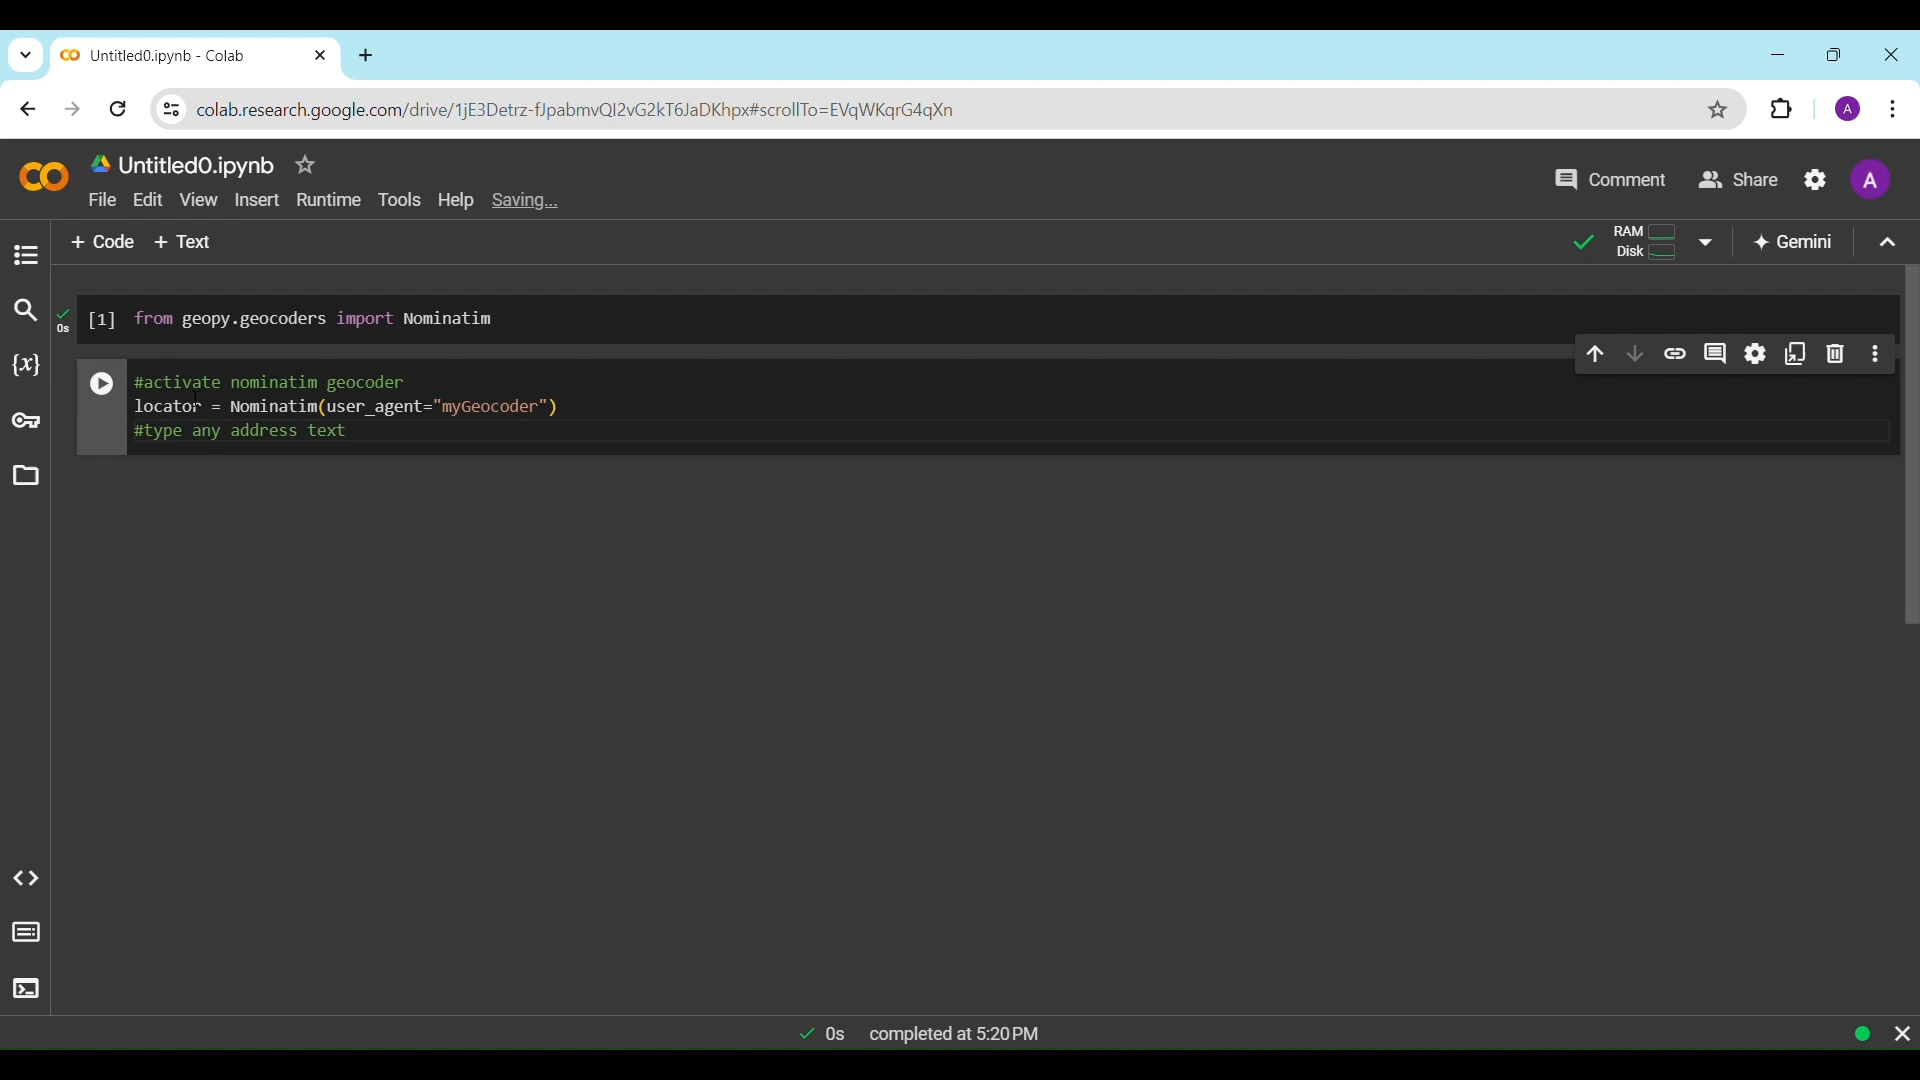 Untitled0.ipynb - Colab
colab.research.google.com/drive/1jE3Detrz-fJpabmvQI2vG2kT6JaDKhpx#scrollTo=EVqWKqrG4qXn
A
Untitled0.ipynb
File Edit View Insert Runtime Tools Help Saving...
Comment Share A
+ Code + Text
RAM
Disk
Gemini
0s
[1] from geopy.geocoders import Nominatim
{x}
#activate nominatim geocoder
locator = Nominatim(user_agent="myGeocoder")
#type any address text
0s completed at 5:20 PM